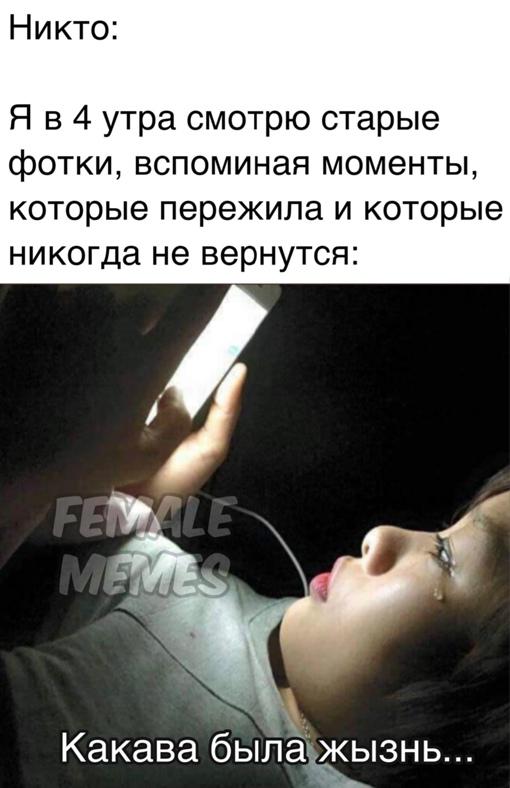 Никто:
Я в 4 утра смотрю старые
фотки, вспоминая моменты,
которые пережила и которые
никогда не вернутся:
FEMALE
MEMES
Какава была жызнь...